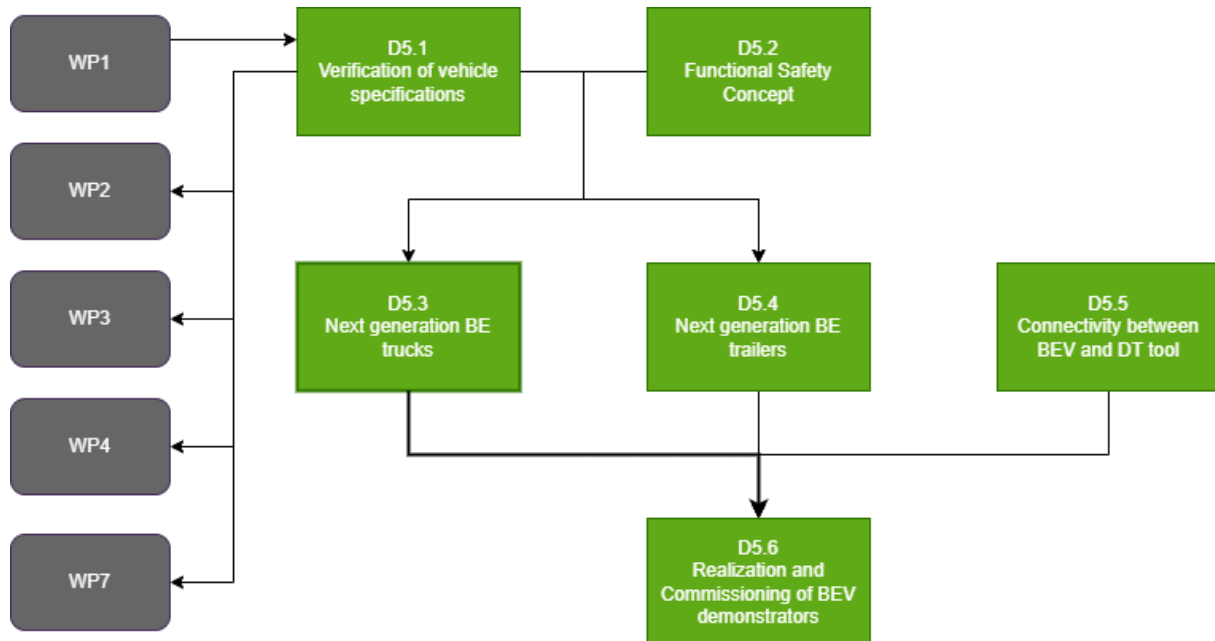 WP1
D5.1
Verification of vehicle
specifications
D5.2
Functional Safety
Concept
WP2
WP3
D5.3
Next generation BE
trucks
D5.4
Next generation BE
trailers
D5.5
Connectivity between
BEV and DT tool
WP4
WP7
D5.6
Realization and
Commissioning of BEV
demonstrators